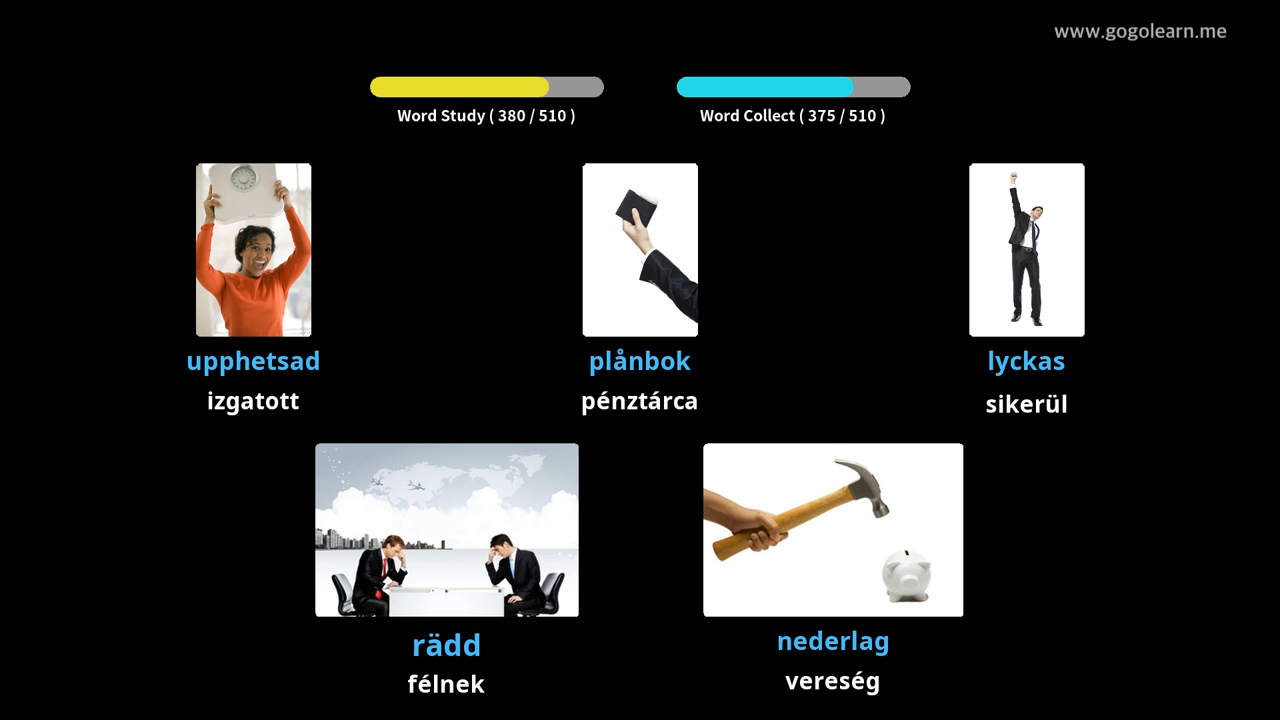 www.gogolearn.me
Word Study ( 380 / 510 )
Word Collect ( 375 / 510 )
upphetsad
izgatott
plånbok
pénztárca
lyckas
sikerül
rädd
félnek
nederlag
vereség